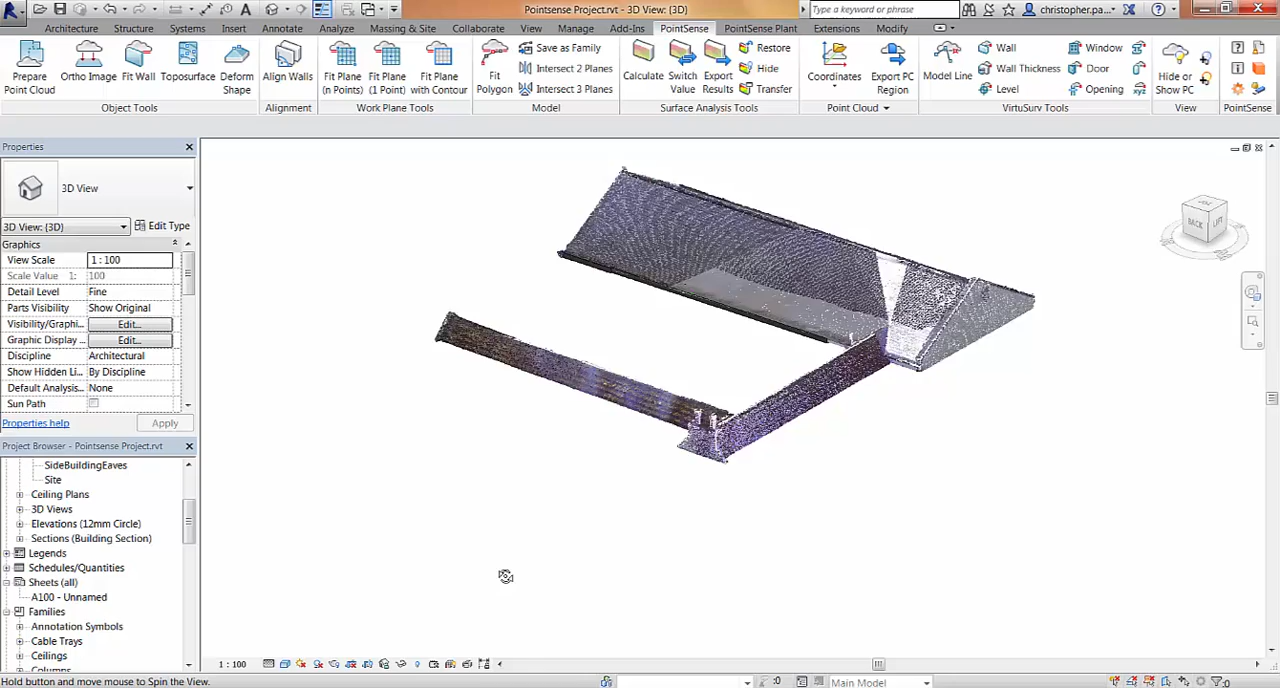 Pointsense Project.rvt - 3D View: {3D}
Type a keyword or phrase
christopher.pa...
Architecture Structure Systems Insert Annotate Analyze Massing & Site Collaborate View Manage Add-Ins PointSense PointSense Plant Extensions Modify
Prepare Point Cloud
Ortho Image
Fit Wall
Toposurface
Deform Shape
Align Walls
Fit Plane (n Points)
Fit Plane (1 Point)
Fit Plane with Contour
Fit Polygon
Save as Family
Intersect 2 Planes
Intersect 3 Planes
Calculate
Switch Value
Export Results
Restore
Hide
Transfer
Coordinates
Export PC Region
Model Line
Wall
Wall Thickness
Level
Window
Door
Opening
Hide or Show PC
Object Tools Alignment Work Plane Tools Model Surface Analysis Tools Point Cloud VirtuSurv Tools View PointSense
Properties
3D View
3D View: {3D}
Edit Type
Graphics
View Scale 1 : 100
Scale Value 1: 100
Detail Level Fine
Parts Visibility Show Original
Visibility/Graphi... Edit...
Graphic Display ... Edit...
Discipline Architectural
Show Hidden Li... By Discipline
Default Analysis... None
Sun Path
Properties help
Apply
Project Browser - Pointsense Project.rvt
SideBuildingEaves
Site
Ceiling Plans
3D Views
Elevations (12mm Circle)
Sections (Building Section)
Legends
Schedules/Quantities
Sheets (all)
A100 - Unnamed
Families
Annotation Symbols
Cable Trays
Ceilings
Columns
BACK
LEFT
1 : 100
Hold button and move mouse to Spin the View.
:0
Main Model
:0